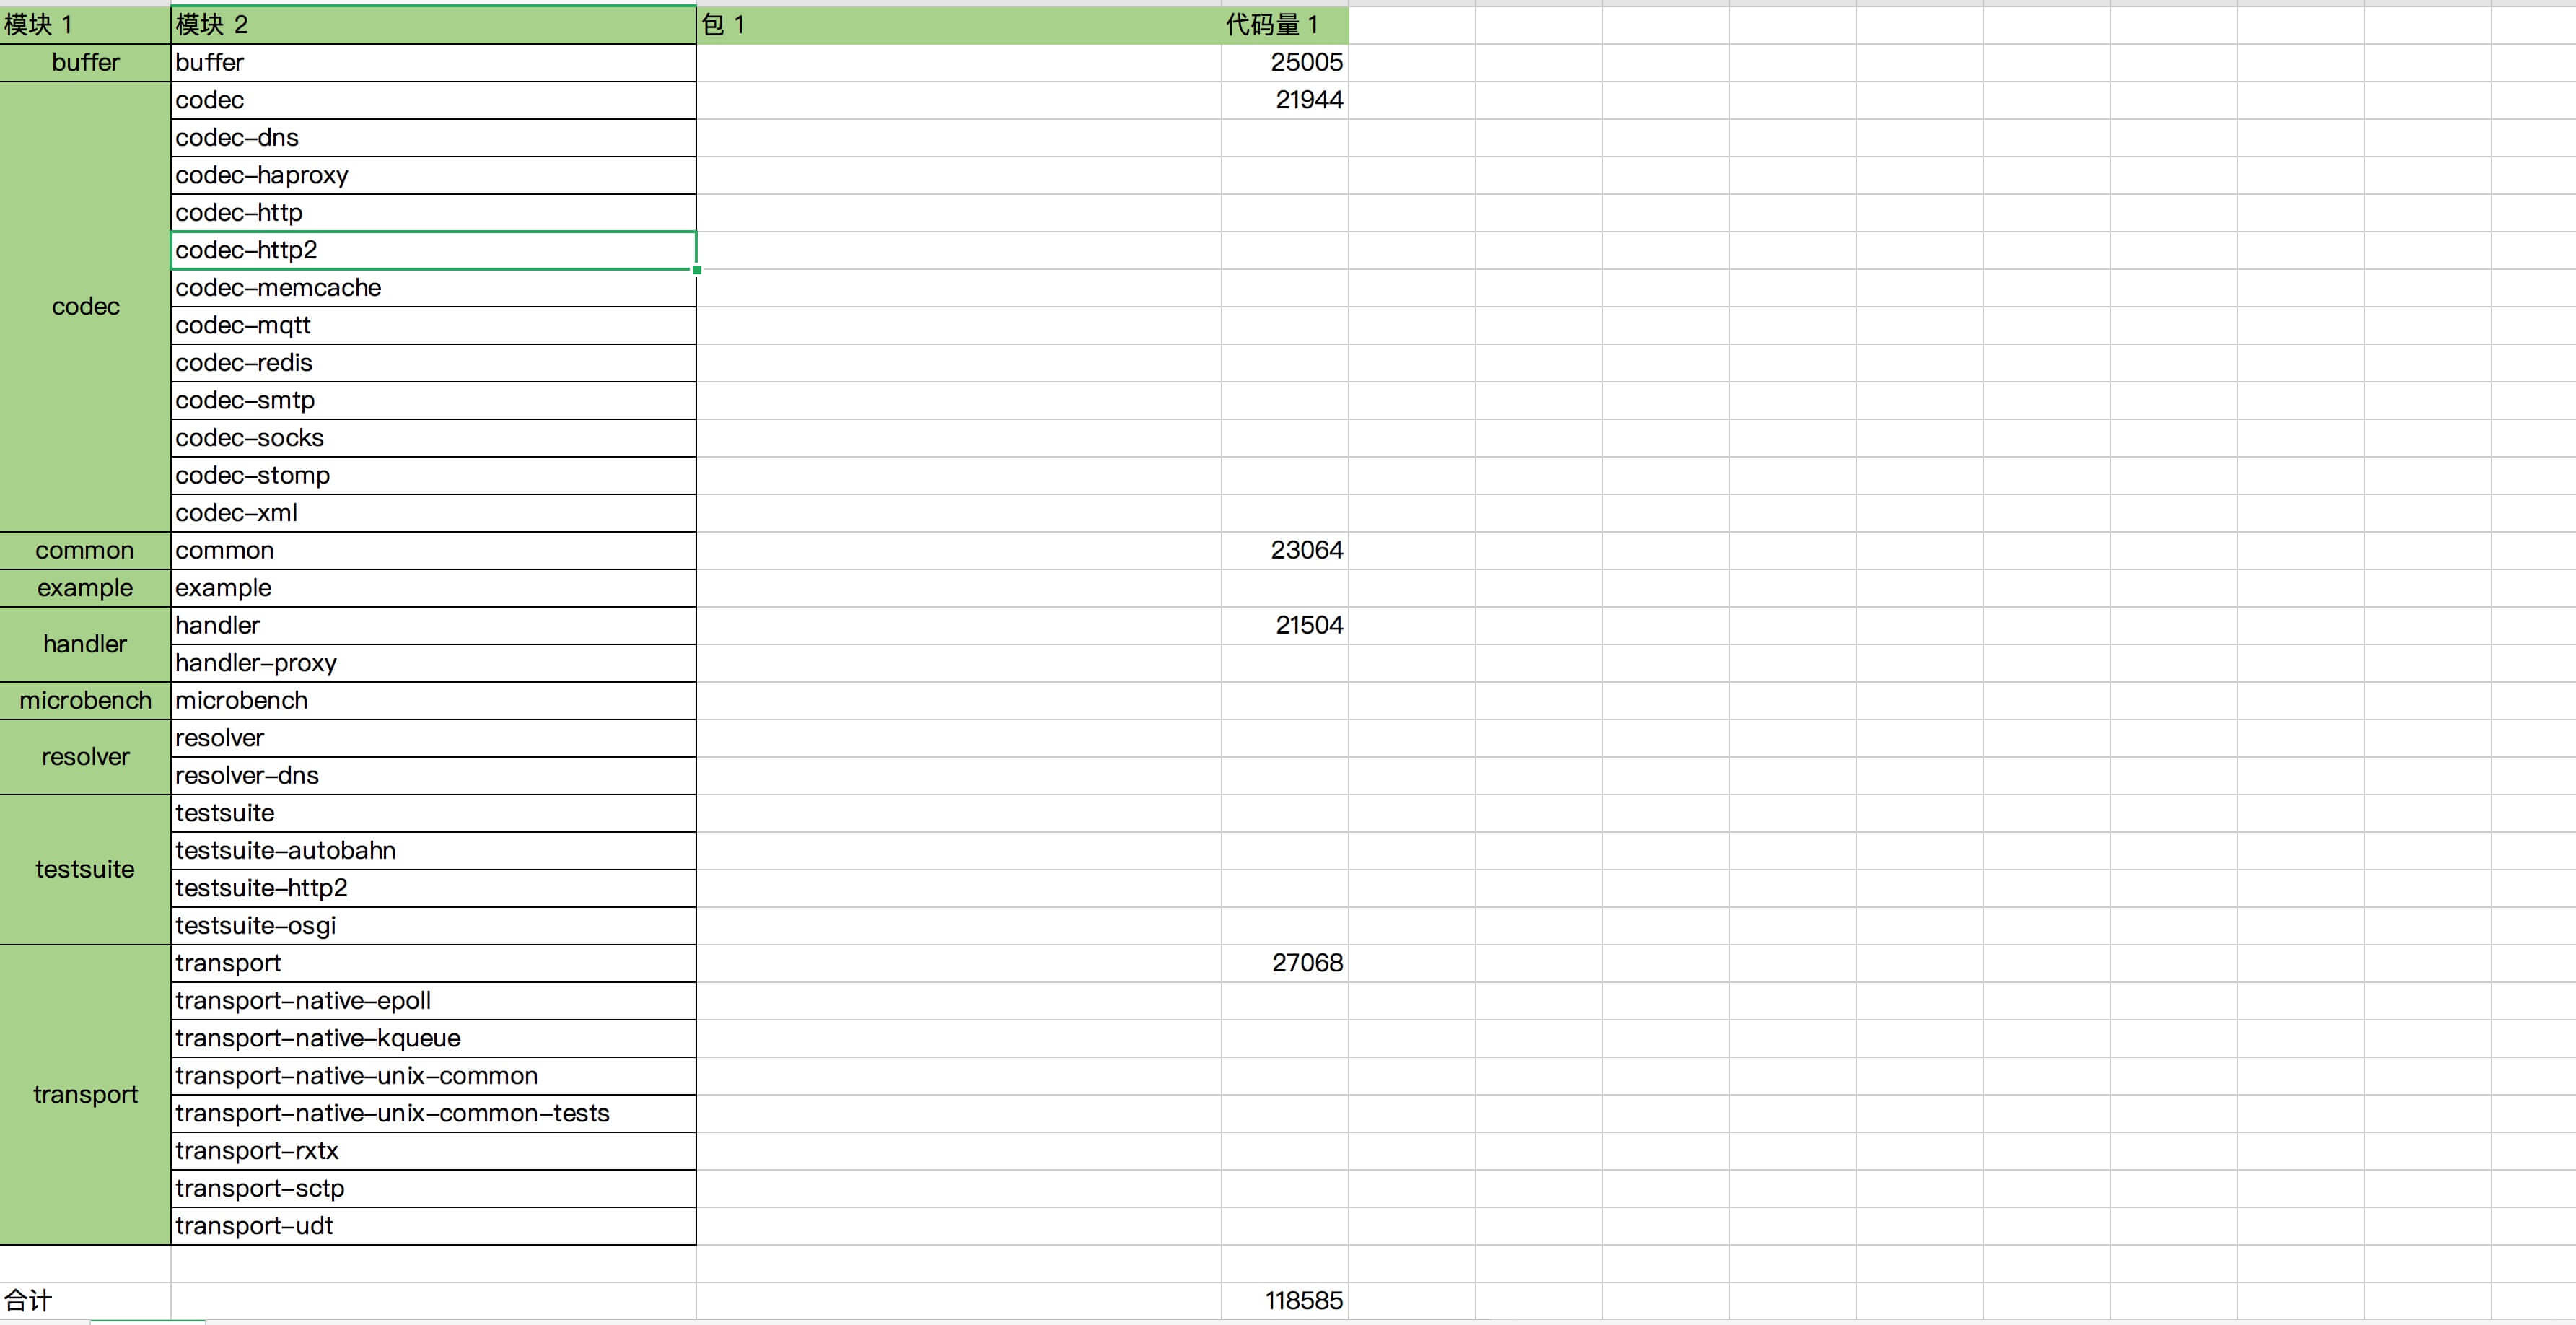 模块 1 模块 2 包 1 代码量 1
buffer buffer 25005
codec codec 21944
codec-dns
codec-haproxy
codec-http
codec-http2
codec-memcache
codec-mqtt
codec-redis
codec-smtp
codec-socks
codec-stomp
codec-xml
common common 23064
example example
handler handler 21504
handler-proxy
microbench microbench
resolver resolver
resolver-dns
testsuite testsuite
testsuite-autobahn
testsuite-http2
testsuite-osgi
transport transport 27068
transport-native-epoll
transport-native-kqueue
transport-native-unix-common
transport-native-unix-common-tests
transport-rxtx
transport-sctp
transport-udt
合计 118585